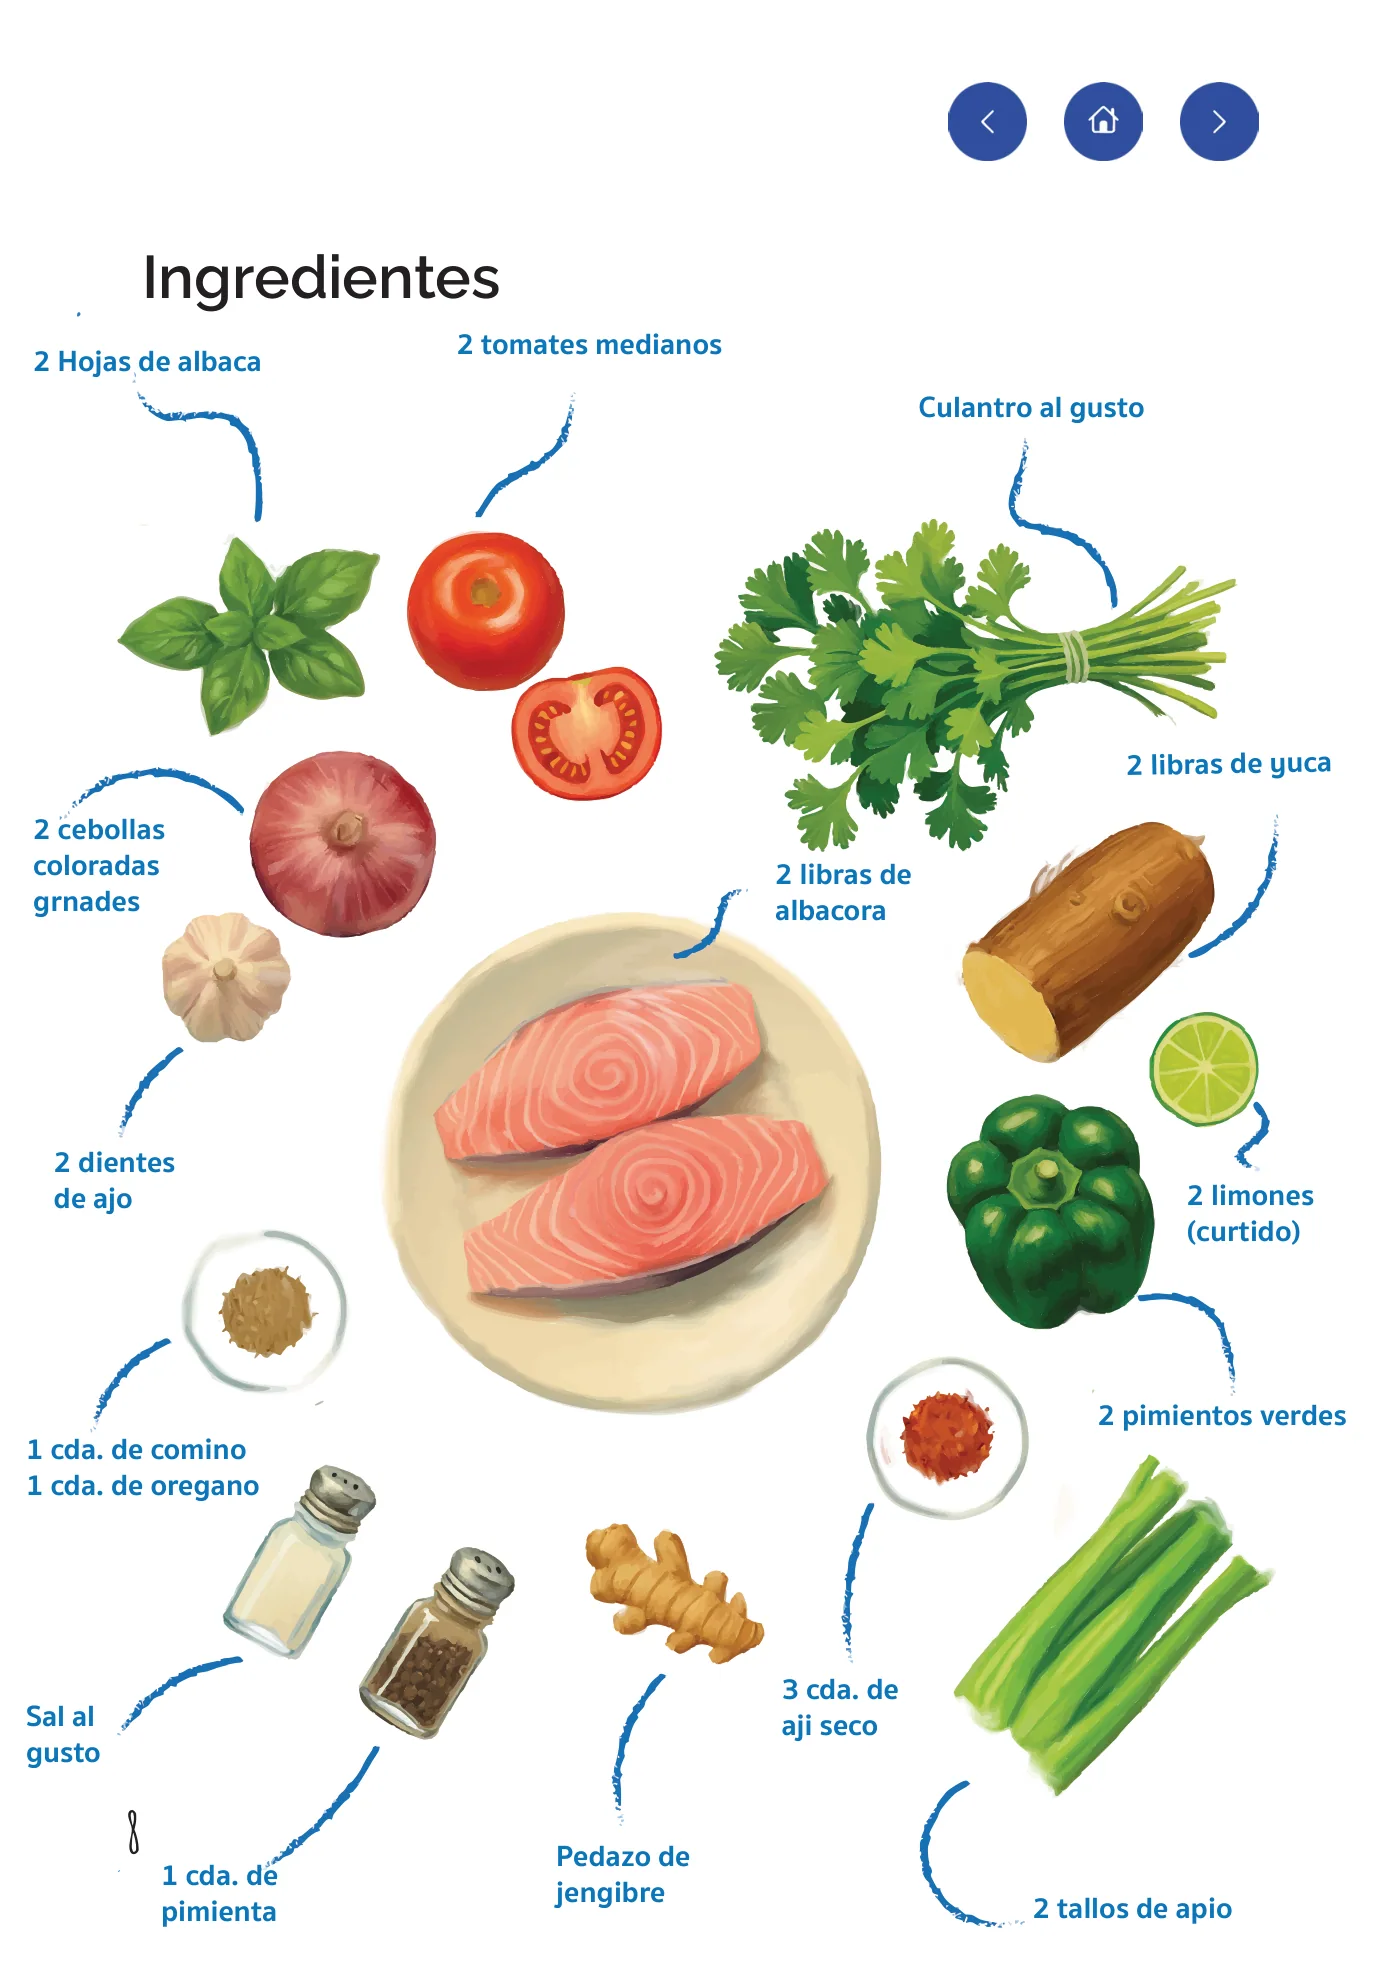 Ingredientes
2 Hojas de albaca
2 tomates medianos
Culantro al gusto
2 libras de yuca
2 cebollas
coloradas
grnades
2 libras de
albacora
2 dientes
de ajo
2 limones
(curtido)
2 pimientos verdes
1 cda. de comino
1 cda. de oregano
3 cda. de
aji seco
Sal al
gusto
8
1 cda. de
pimienta
Pedazo de
jengibre
2 tallos de apio